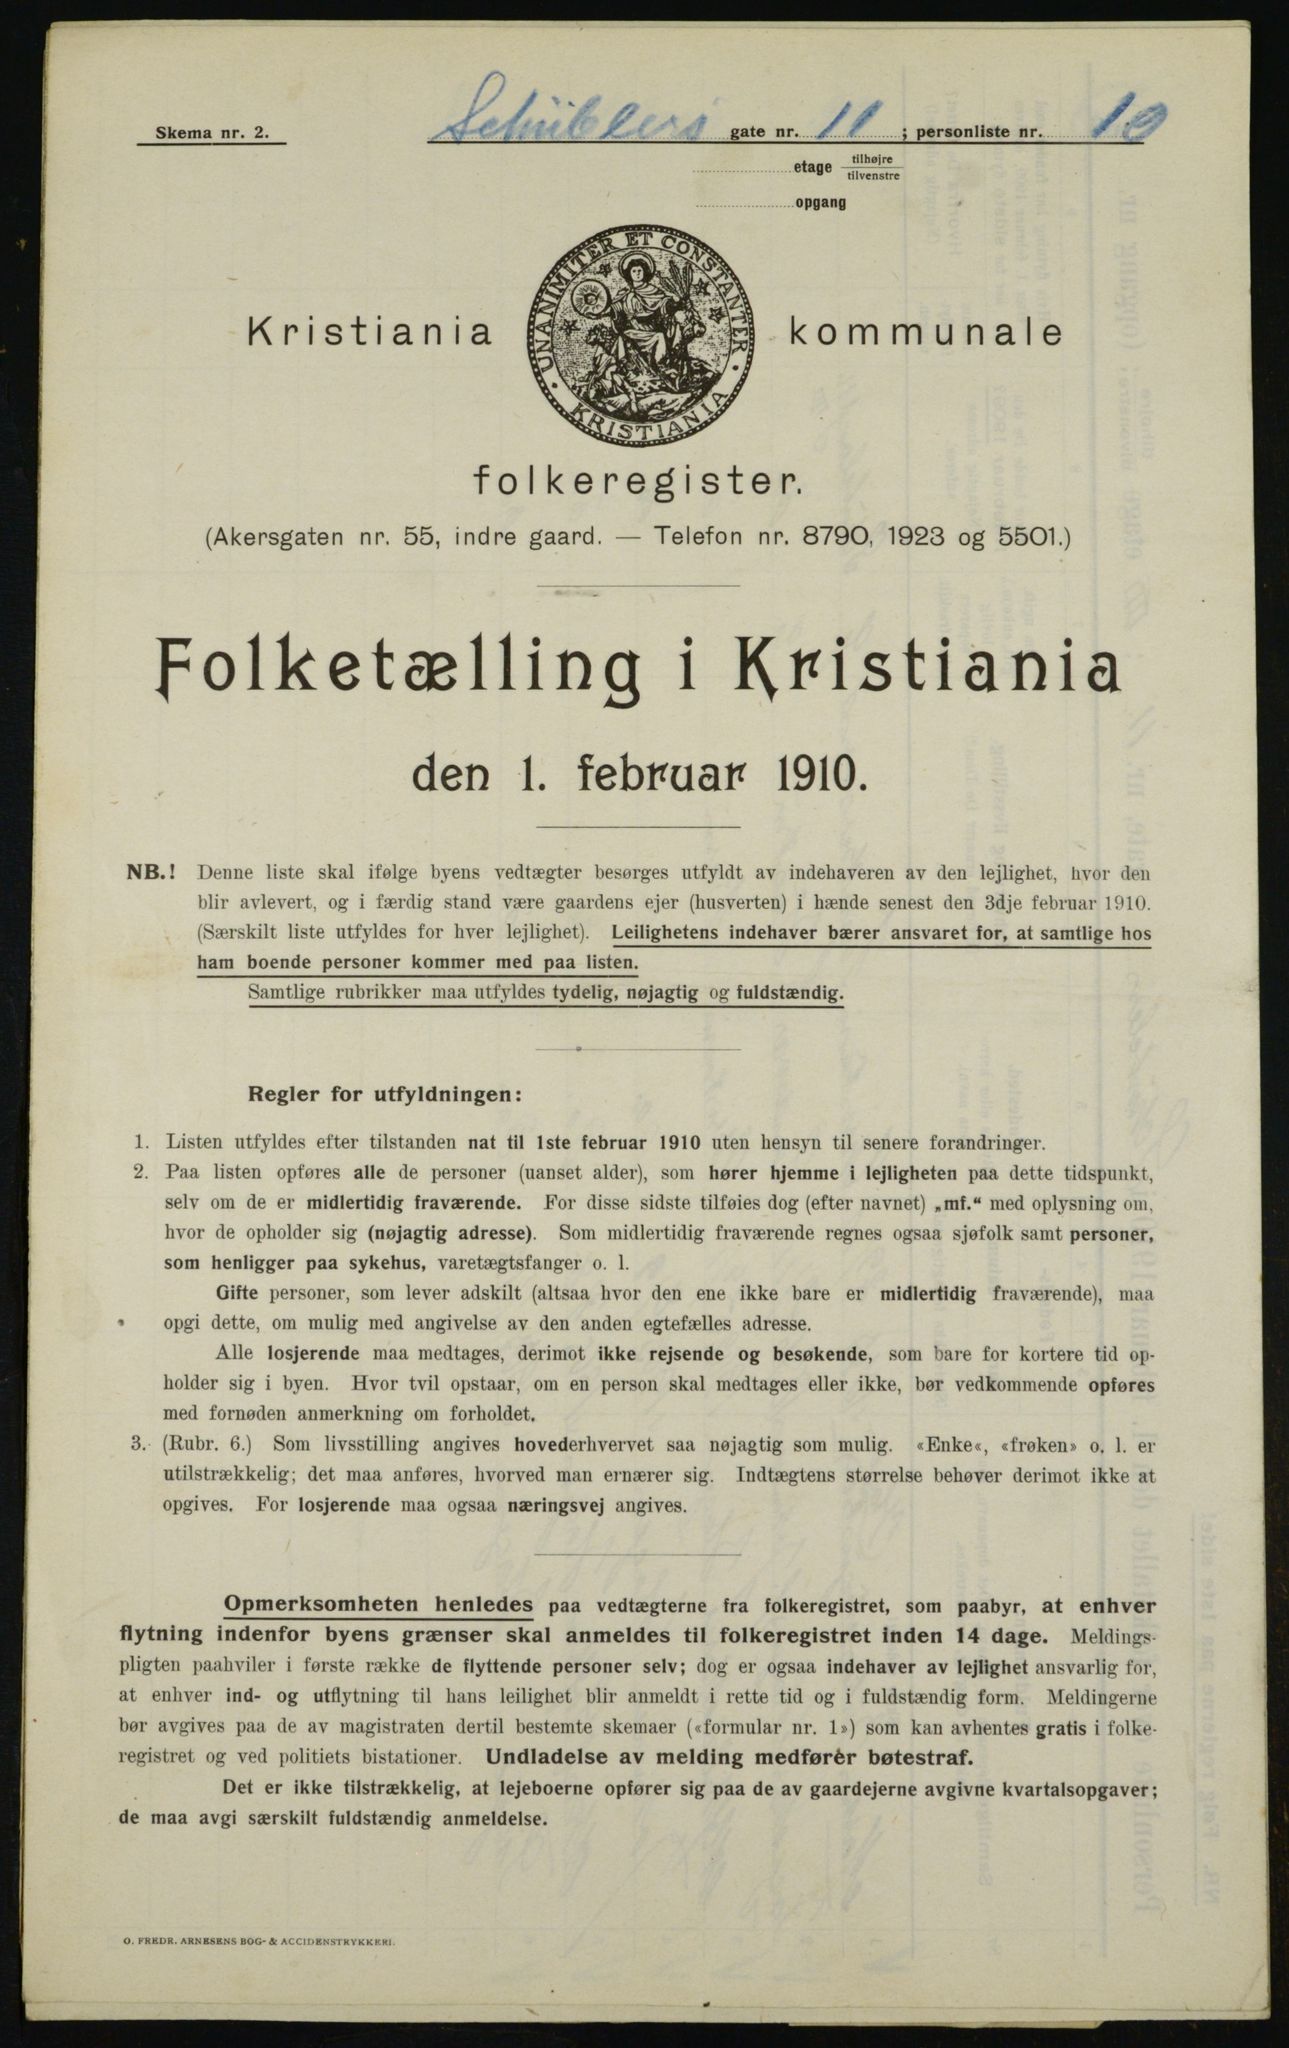 Skema nr. 2.
Schüblers gate nr. 11 ; personliste nr. 10
etage tilhøjre
tilvenstre
opgang
UNANIMITER ET CONSTANTER
KRISTIANIA
Kristiania kommunale
folkeregister.
(Akersgaten nr. 55, indre gaard. — Telefon nr. 8790, 1923 og 5501.)
Folketælling i Kristiania
den 1. februar 1910.
NB.! Denne liste skal ifølge byens vedtægter besørges utfyldt av indehaveren av den lejlighet, hvor den
blir avlevert, og i færdig stand være gaardens ejer (husverten) i hænde senest den 3dje februar 1910.
(Særskilt liste utfyldes for hver lejlighet). Leilighetens indehaver bærer ansvaret for, at samtlige hos
ham boende personer kommer med paa listen.
Samtlige rubrikker maa utfyldes tydelig, nøjagtig og fuldstændig.
Regler for utfyldningen:
1. Listen utfyldes efter tilstanden nat til 1ste februar 1910 uten hensyn til senere forandringer.
2. Paa listen opføres alle de personer (uanset alder), som hører hjemme i lejligheten paa dette tidspunkt,
selv om de er midlertidig fraværende. For disse sidste tilføies dog (efter navnet) „mf.“ med oplysning om,
hvor de opholder sig (nøjagtig adresse). Som midlertidig fraværende regnes ogsaa sjøfolk samt personer,
som henligger paa sykehus, varetægtsfanger o. l.
Gifte personer, som lever adskilt (altsaa hvor den ene ikke bare er midlertidig fraværende), maa
opgi dette, om mulig med angivelse av den anden egtefælles adresse.
Alle losjerende maa medtages, derimot ikke rejsende og besøkende, som bare for kortere tid op-
holder sig i byen. Hvor tvil opstaar, om en person skal medtages eller ikke, bør vedkommende opføres
med fornøden anmerkning om forholdet.
3. (Rubr. 6.) Som livsstilling angives hovederhvervet saa nøjagtig som mulig. «Enke«, «frøken» o. l. er
utilstrækkelig; det maa anføres, hvorved man ernærer sig. Indtægtens størrelse behøver derimot ikke at
opgives. For losjerende maa ogsaa næringsvej angives.
Opmerksomheten henledes paa vedtægterne fra folkeregistret, som paabyr, at enhver
flytning indenfor byens grænser skal anmeldes til folkeregistret inden 14 dage. Meldings-
pligten paahviler i første række de flyttende personer selv; dog er ogsaa indehaver av lejlighet ansvarlig for,
at enhver ind- og utflytning til hans leilighet blir anmeldt i rette tid og i fuldstændig form. Meldingerne
bør avgives paa de av magistraten dertil bestemte skemaer («formular nr. 1») som kan avhentes gratis i folke-
registret og ved politiets bistationer. Undladelse av melding medfører bøtestraf.
Det er ikke tilstrækkelig, at lejeboerne opfører sig paa de av gaardejerne avgivne kvartalsopgaver;
de maa avgi særskilt fuldstændig anmeldelse.
O. FREDR. ARNESENS BOG- & ACCIDENSTRYKKERI.